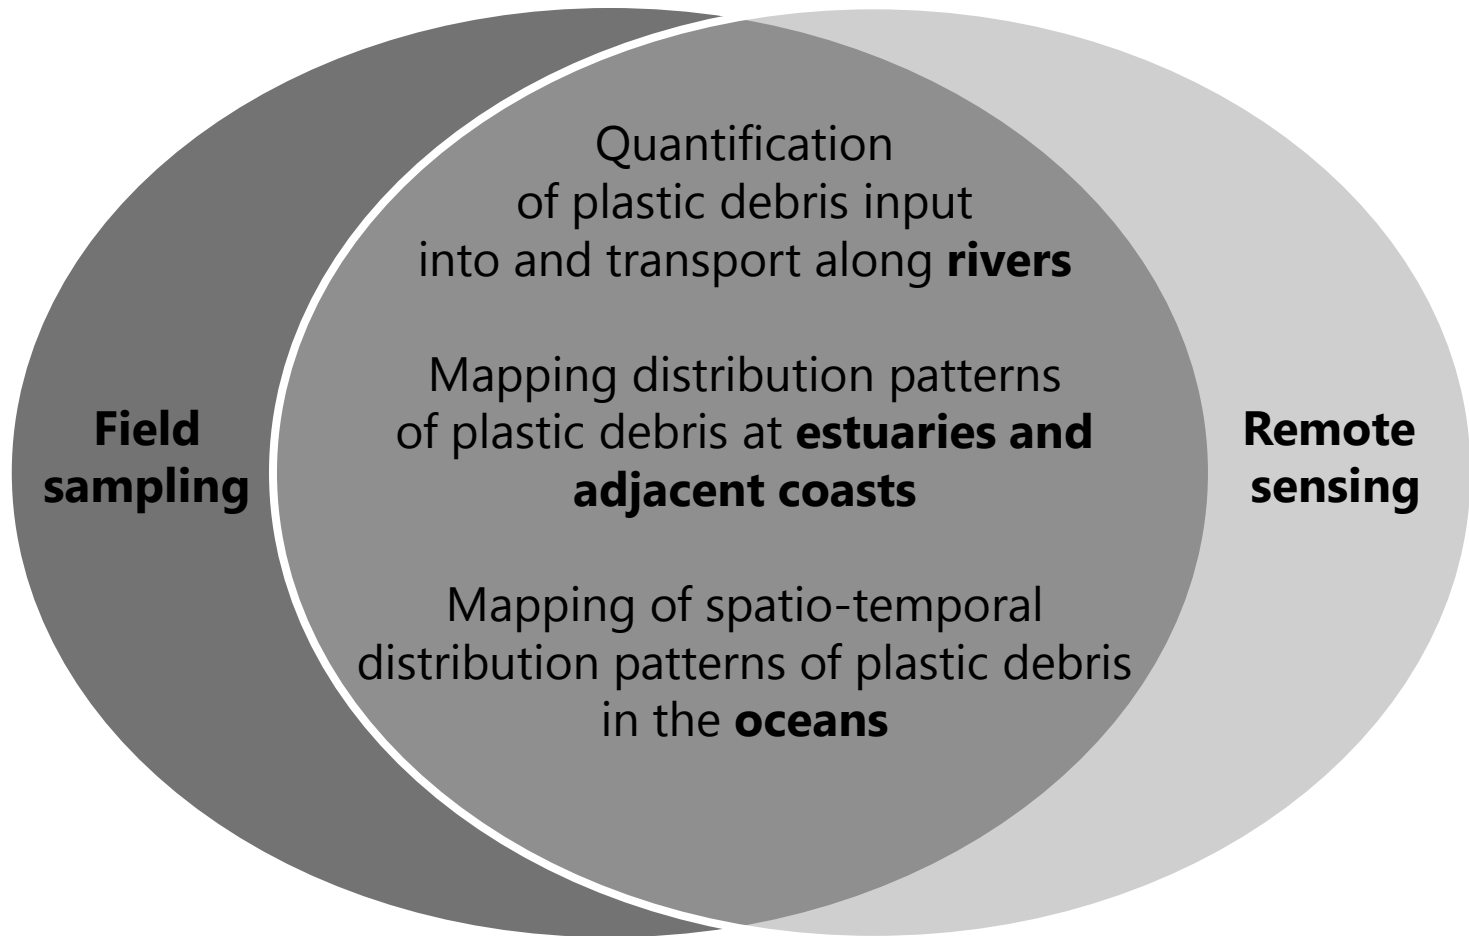 Quantification
of plastic debris input
into and transport along rivers
Mapping distribution patterns
of plastic debris at estuaries and
adjacent coasts
Mapping of spatio-temporal
distribution patterns of plastic debris
in the oceans
Field
sampling
Remote
sensing